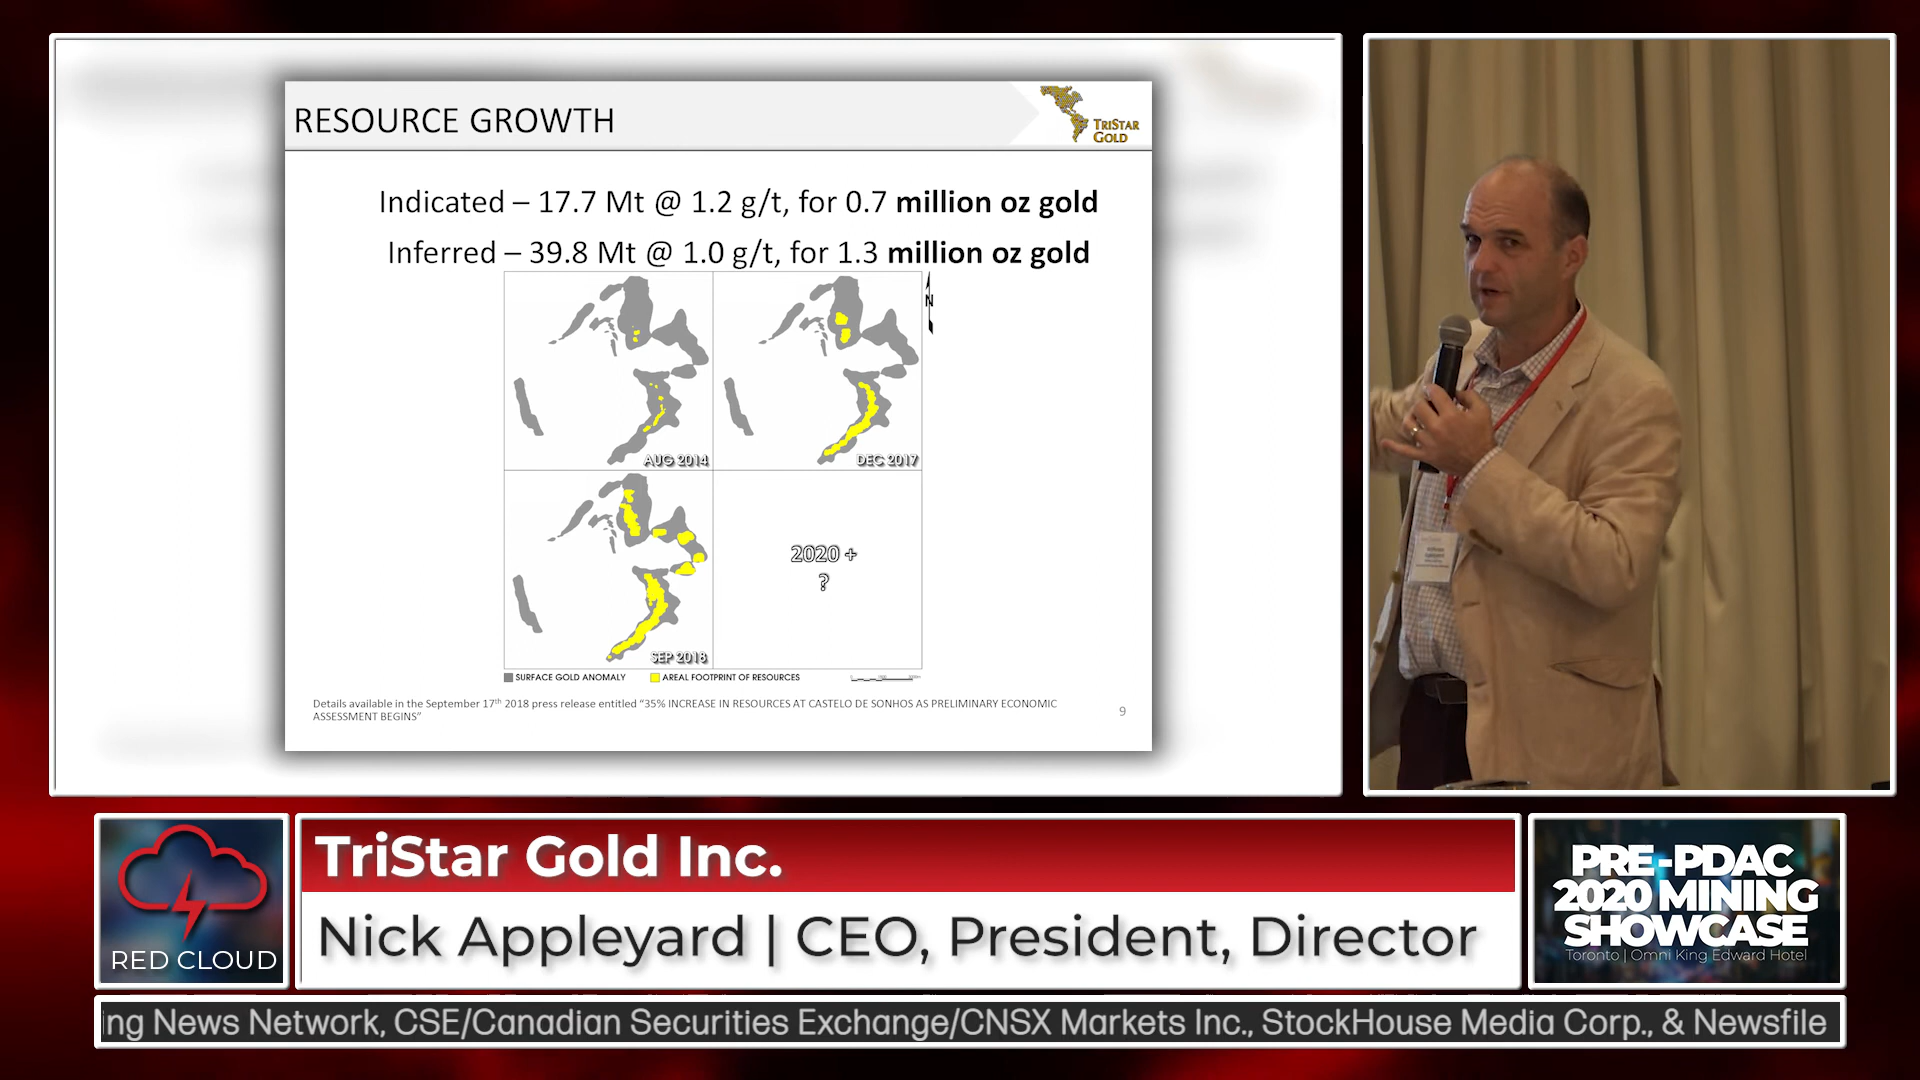 RESOURCE GROWTH
TRISTAR
GOLD
Indicated – 17.7 Mt @ 1.2 g/t, for 0.7 million oz gold
Inferred – 39.8 Mt @ 1.0 g/t, for 1.3 million oz gold
N
AUG 2014
DEC 2017
SEP 2018
2020 +
?
SURFACE GOLD ANOMALY
AREAL FOOTPRINT OF RESOURCES
Details available in the September 17th 2018 press release entitled “35% INCREASE IN RESOURCES AT CASTELO DE SONHOS AS PRELIMINARY ECONOMIC
ASSESSMENT BEGINS”
9
RED CLOUD
TriStar Gold Inc.
Nick Appleyard | CEO, President, Director
PRE-PDAC
2020 MINING
SHOWCASE
Toronto | Omni King Edward Hotel
ing News Network, CSE/Canadian Securities Exchange/CNSX Markets Inc., StockHouse Media Corp., & Newsfile